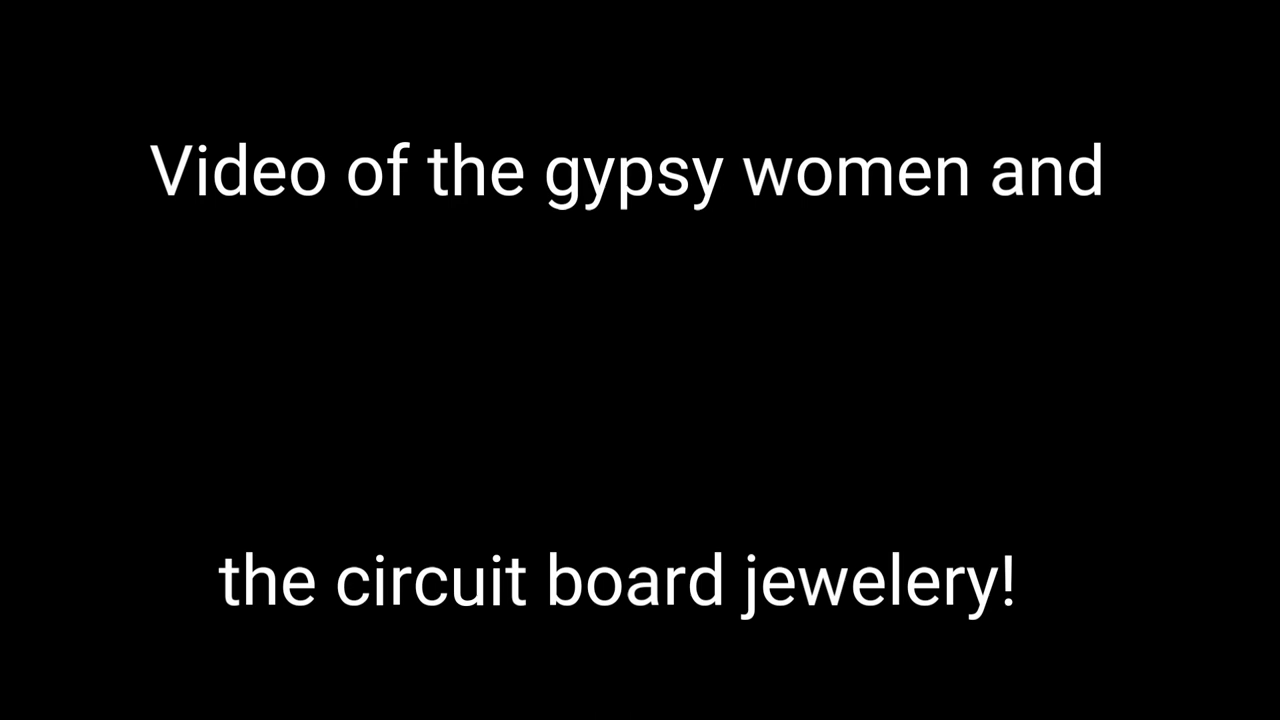 Video of the gypsy women and
the circuit board jewelery!